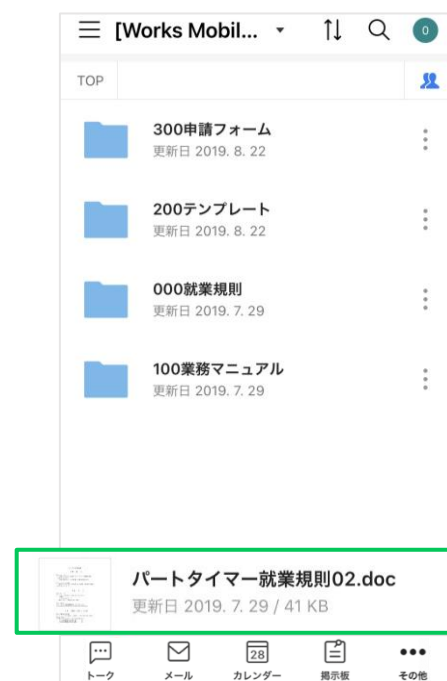 [Works Mobil...
0
TOP
300申請フォーム
更新日 2019. 8. 22
200テンプレート
更新日 2019. 8. 22
000就業規則
更新日 2019. 7. 29
100業務マニュアル
更新日 2019. 7. 29
パートタイマー就業規則02.doc
更新日 2019. 7. 29 / 41 KB
28
トーク メール カレンダー 掲示板 その他